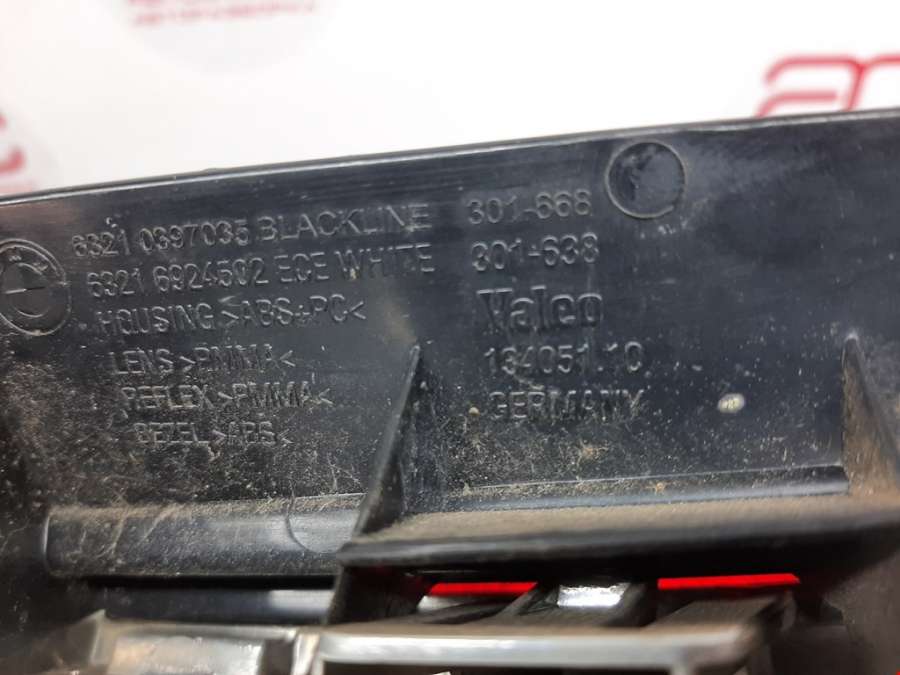 6321 0397035 BLACKLINE 301-668
6321 6924502 ECE WHITE 301-638
HOUSING >ABS+PC<
Valeo
LENS >PMMA<
134051.10
REFLEX >PMMA<
GERMANY
BEZEL >ABS<